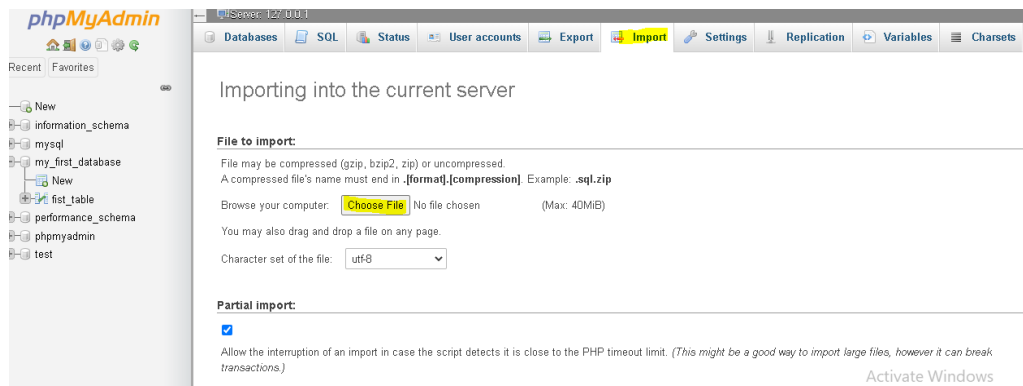 phpMyAdmin
Recent Favorites
New
information_schema
mysql
my_first_database
New
fist_table
performance_schema
phpmyadmin
test
Server: 127.0.0.1
Databases SQL Status User accounts Export Import Settings Replication Variables Charsets
Importing into the current server
File to import:
File may be compressed (gzip, bzip2, zip) or uncompressed.
A compressed file's name must end in .[format].[compression]. Example: .sql.zip
Browse your computer: Choose File No file chosen (Max: 40MiB)
You may also drag and drop a file on any page.
Character set of the file: utf-8
Partial import:
Allow the interruption of an import in case the script detects it is close to the PHP timeout limit. (This might be a good way to import large files, however it can break
transactions.)
Activate Windows